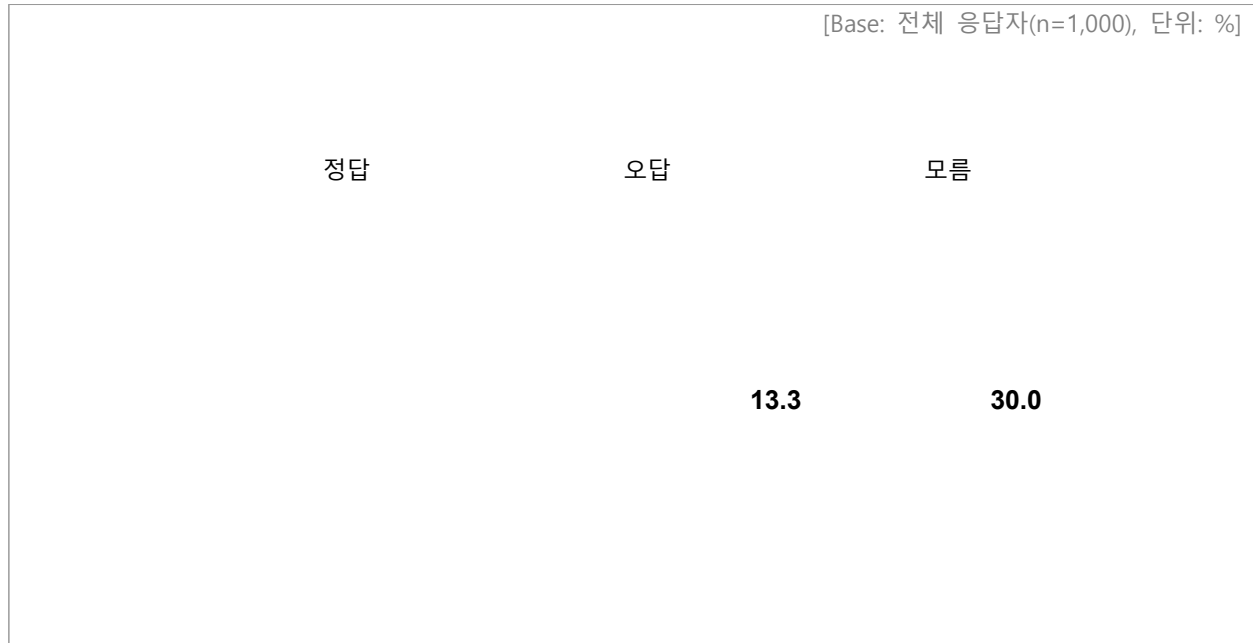 [Base: 전체 응답자(n=1,000), 단위: %]
정답 오답 모름
13.3 30.0